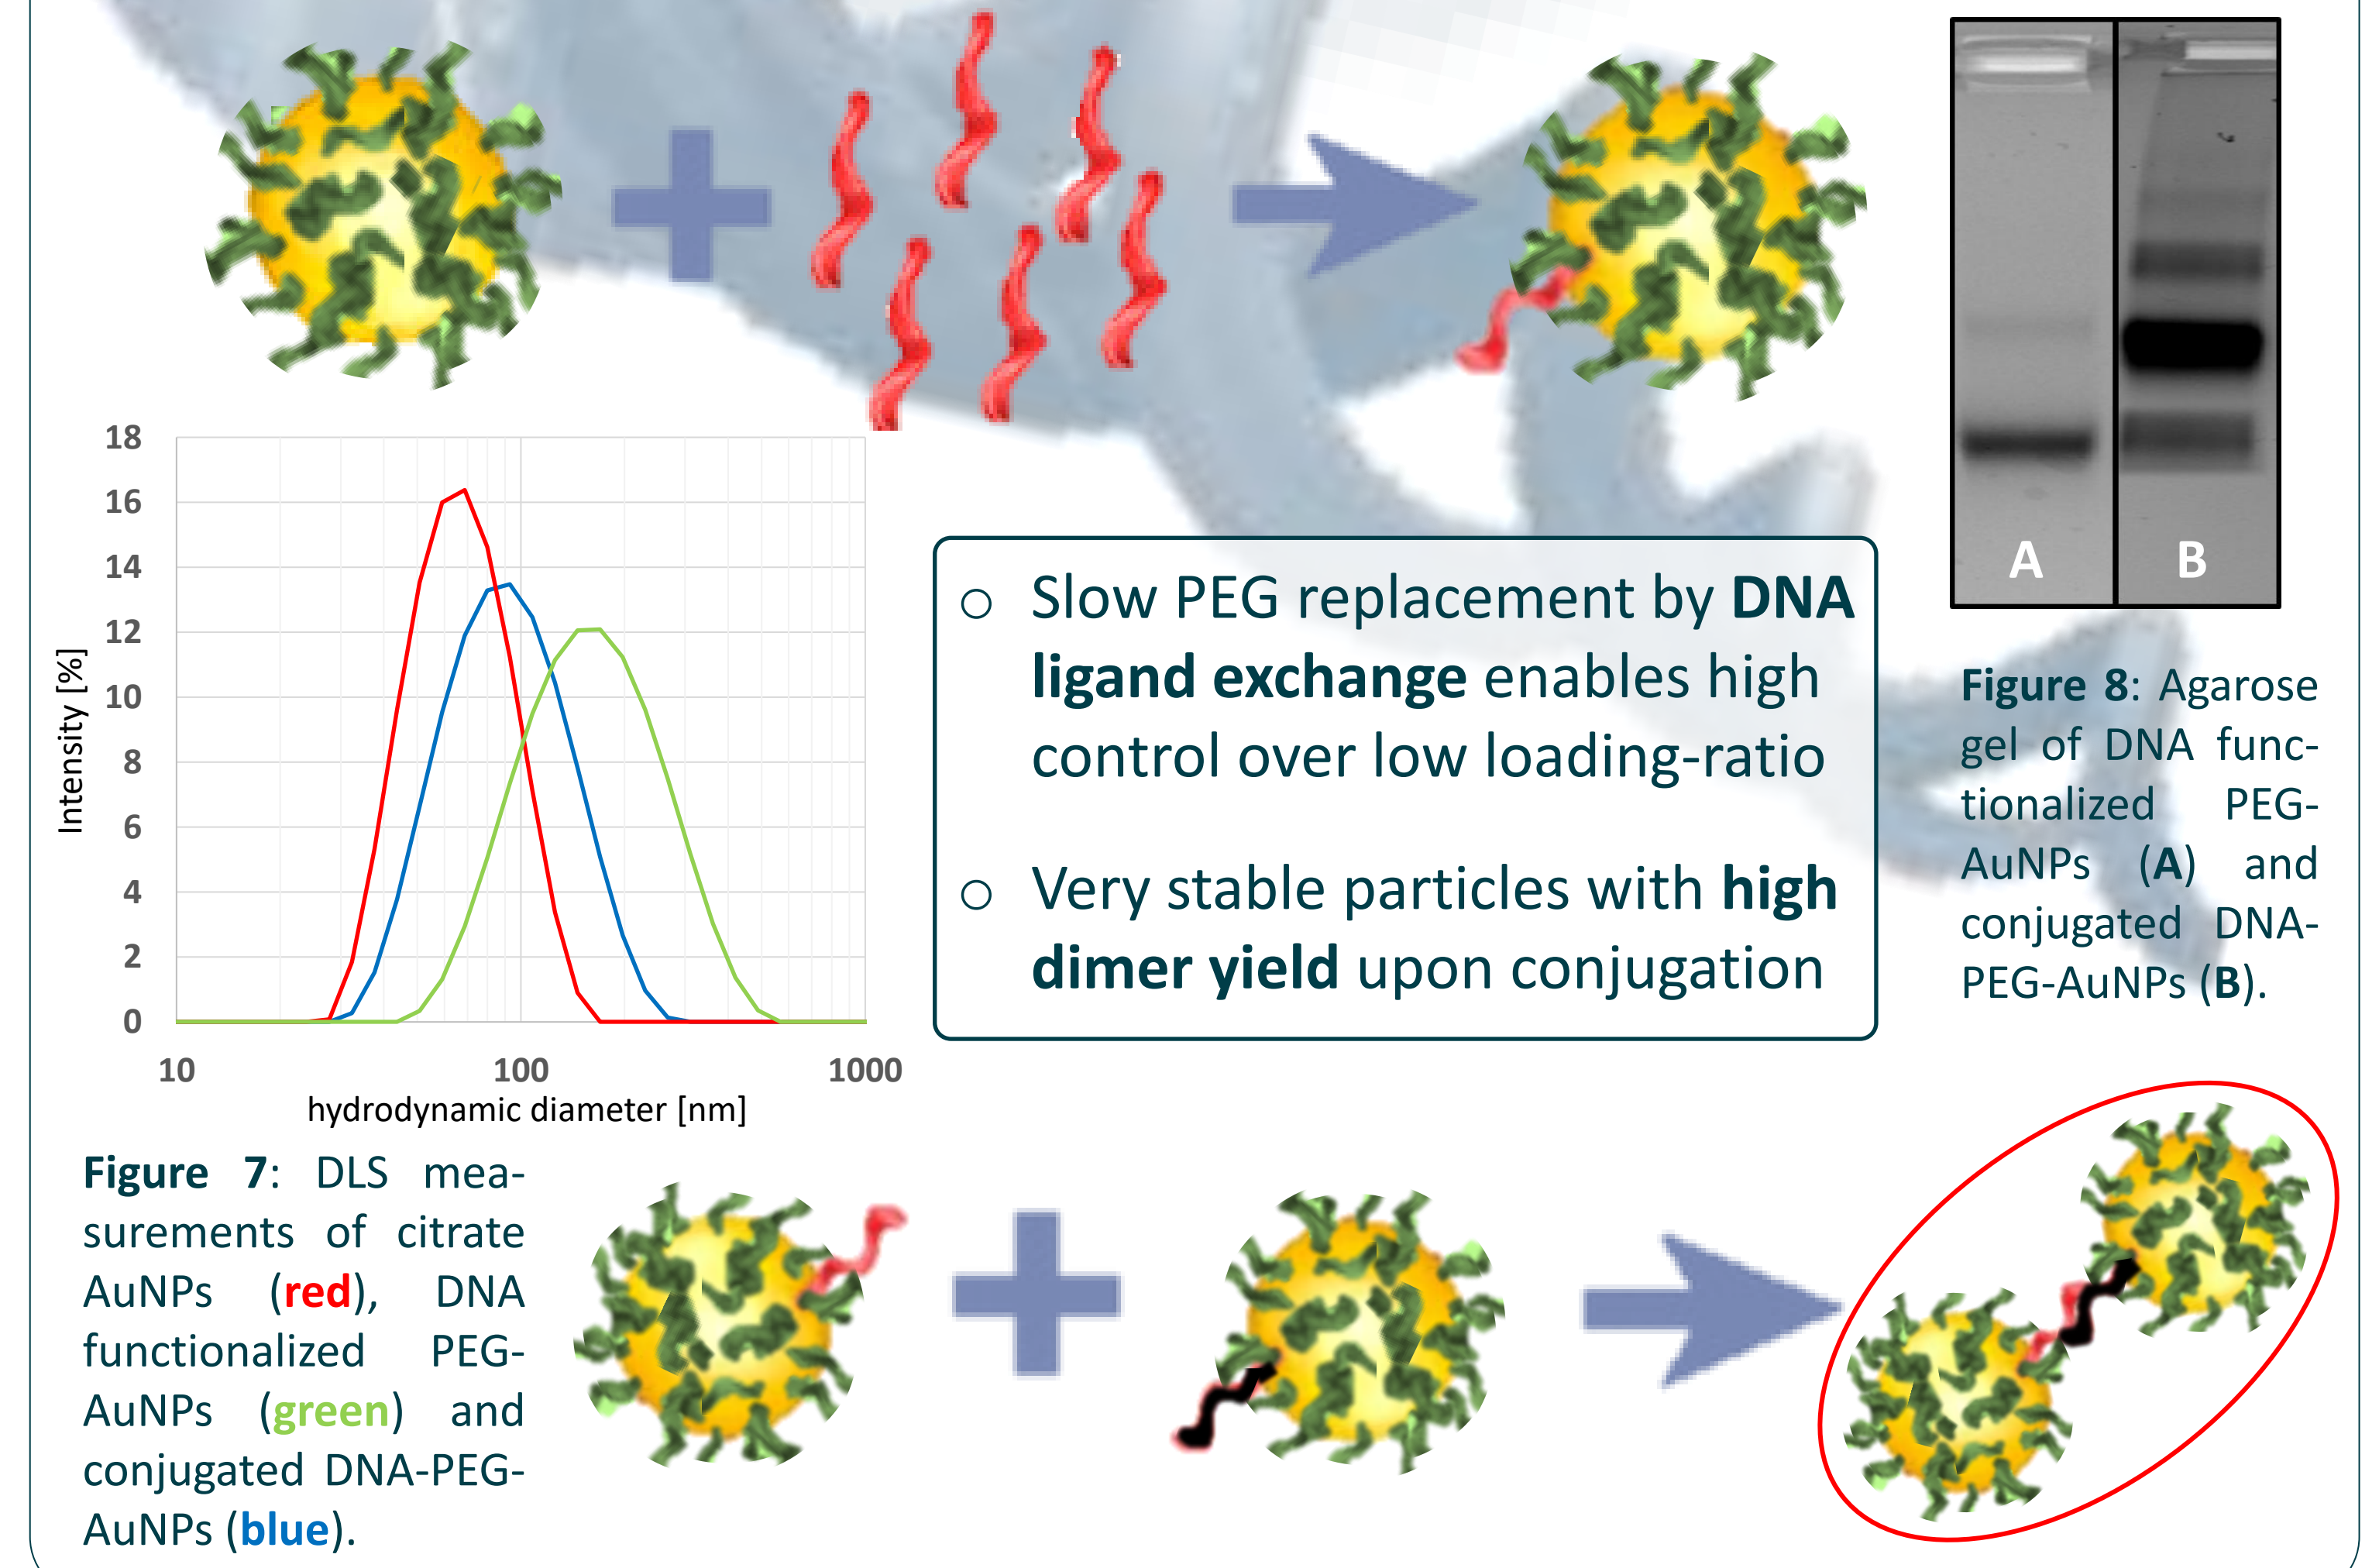 A
B
18
16
14
12
10
8
6
4
2
0
Intensity [%]
10
100
1000
hydrodynamic diameter [nm]
○ Slow PEG replacement by DNA
ligand exchange enables high
control over low loading-ratio
○ Very stable particles with high
dimer yield upon conjugation
Figure 8: Agarose
gel of DNA func-
tionalized PEG-
AuNPs (A) and
conjugated DNA-
PEG-AuNPs (B).
Figure 7: DLS mea-
surements of citrate
AuNPs (red), DNA
functionalized PEG-
AuNPs (green) and
conjugated DNA-PEG-
AuNPs (blue).